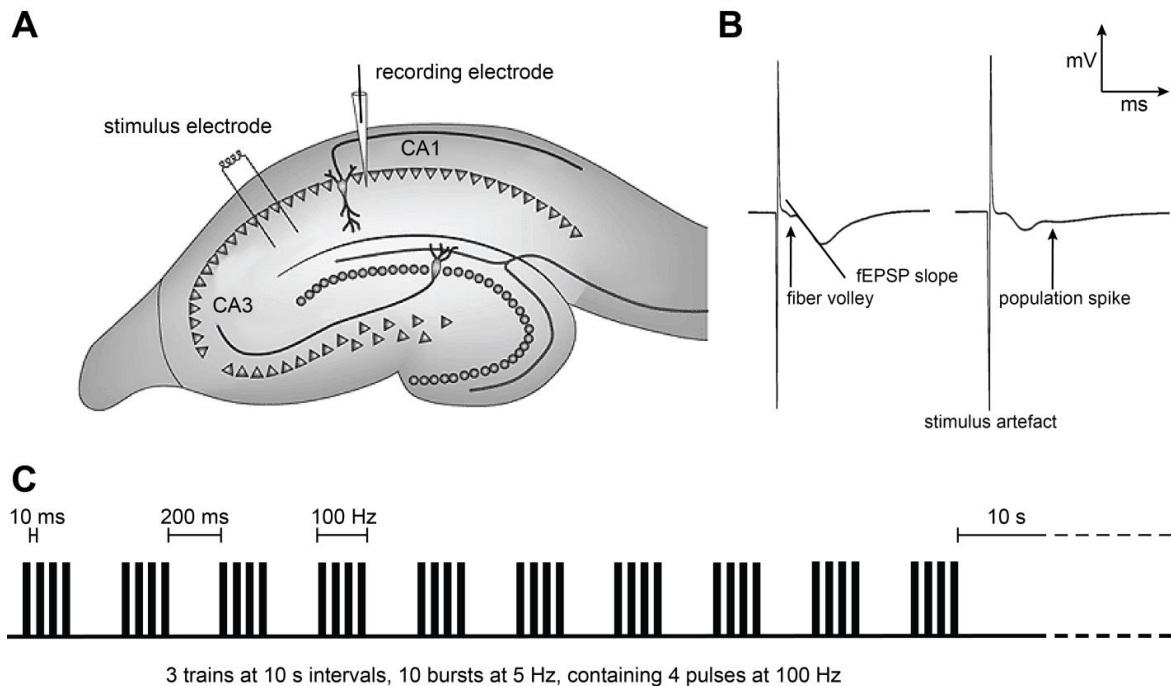 A
recording electrode
stimulus electrode
CA1
CA3
B
mV
ms
fEPSP slope
fiber volley
population spike
stimulus artefact
C
10 ms
200 ms
100 Hz
10 s
3 trains at 10 s intervals, 10 bursts at 5 Hz, containing 4 pulses at 100 Hz